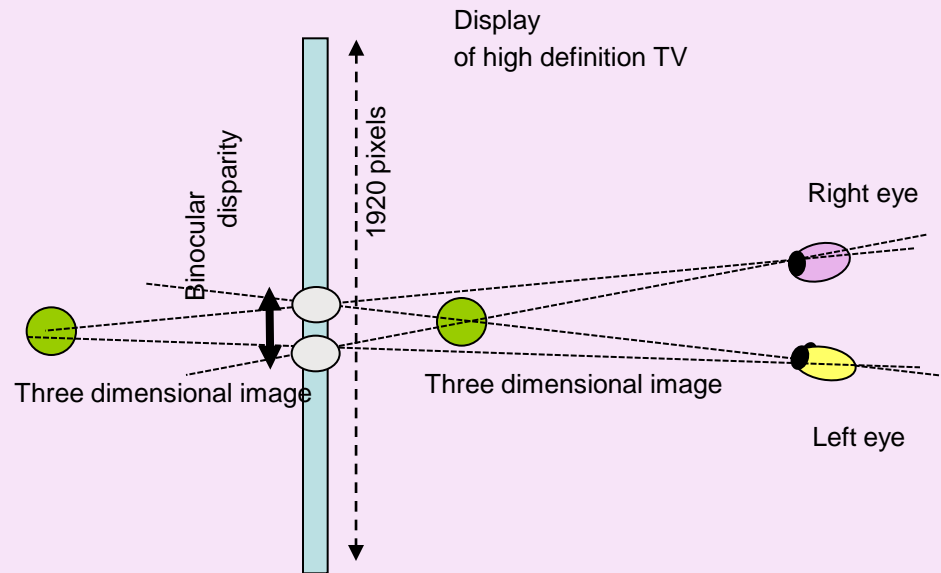 Display
of high definition TV
1920 pixels
Binocular
disparity
Right eye
Three dimensional image
Three dimensional image
Left eye